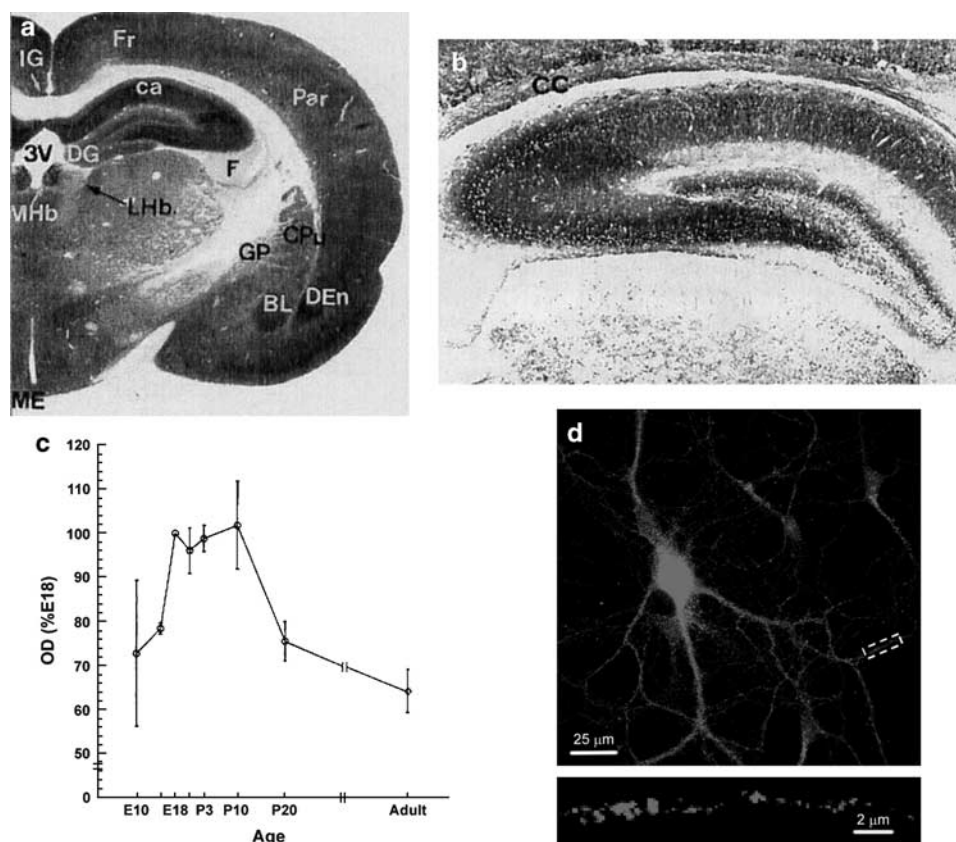 a
IG
Fr
ca
Par
3V
DG
F
MHb
LHb.
CPu
GP
BL
DEn
ME
b
CC
c
120
100
90
80
70
60
50
0
OD (%E18)
E10
E18
P3
P10
P20
Adult
Age
d
25 μm
2 μm